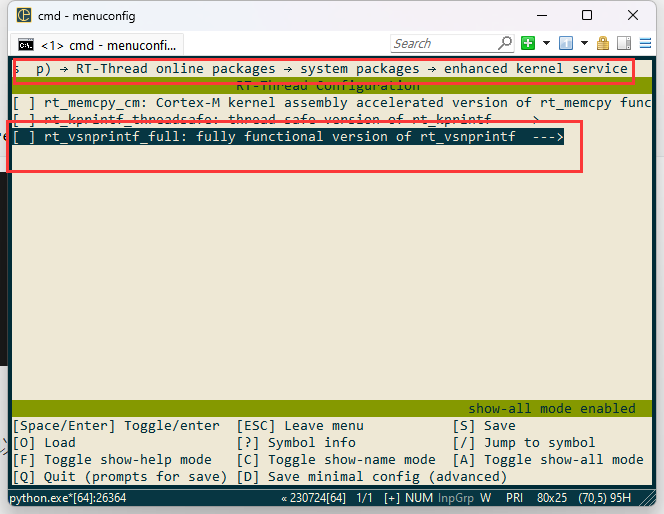 cmd - menuconfig
<1> cmd - menuconfi...
Search
s p) → RT-Thread online packages → system packages → enhanced kernel service
RT-Thread Configuration
[ ] rt_memcpy_cm: Cortex-M kernel assembly accelerated version of rt_memcpy func
[ ] rt_kprintf_threadsafe: thread safe version of rt_kprintf --->
[ ] rt_vsnprintf_full: fully functional version of rt_vsnprintf --->
show-all mode enabled
[Space/Enter] Toggle/enter [ESC] Leave menu [S] Save
[O] Load [?] Symbol info [/] Jump to symbol
[F] Toggle show-help mode [C] Toggle show-name mode [A] Toggle show-all mode
[Q] Quit (prompts for save) [D] Save minimal config (advanced)
python.exe*[64]:26364 « 230724[64] 1/1 [+] NUM InpGrp W PRI 80x25 (70,5) 95H